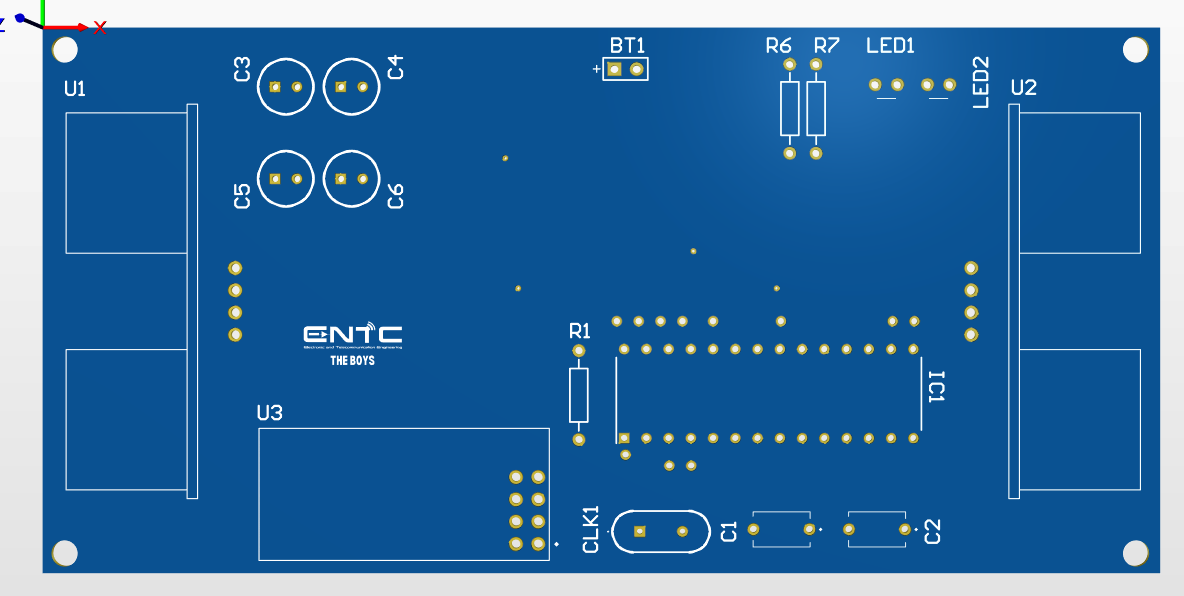 Z
X
BT1
+
R6 R7 LED1
LED2
C3
C4
U1
U2
C5
C6
ENTC
Electronic and Telecommunication Engineering
THE BOYS
R1
IC1
U3
CLK1
C1
C2